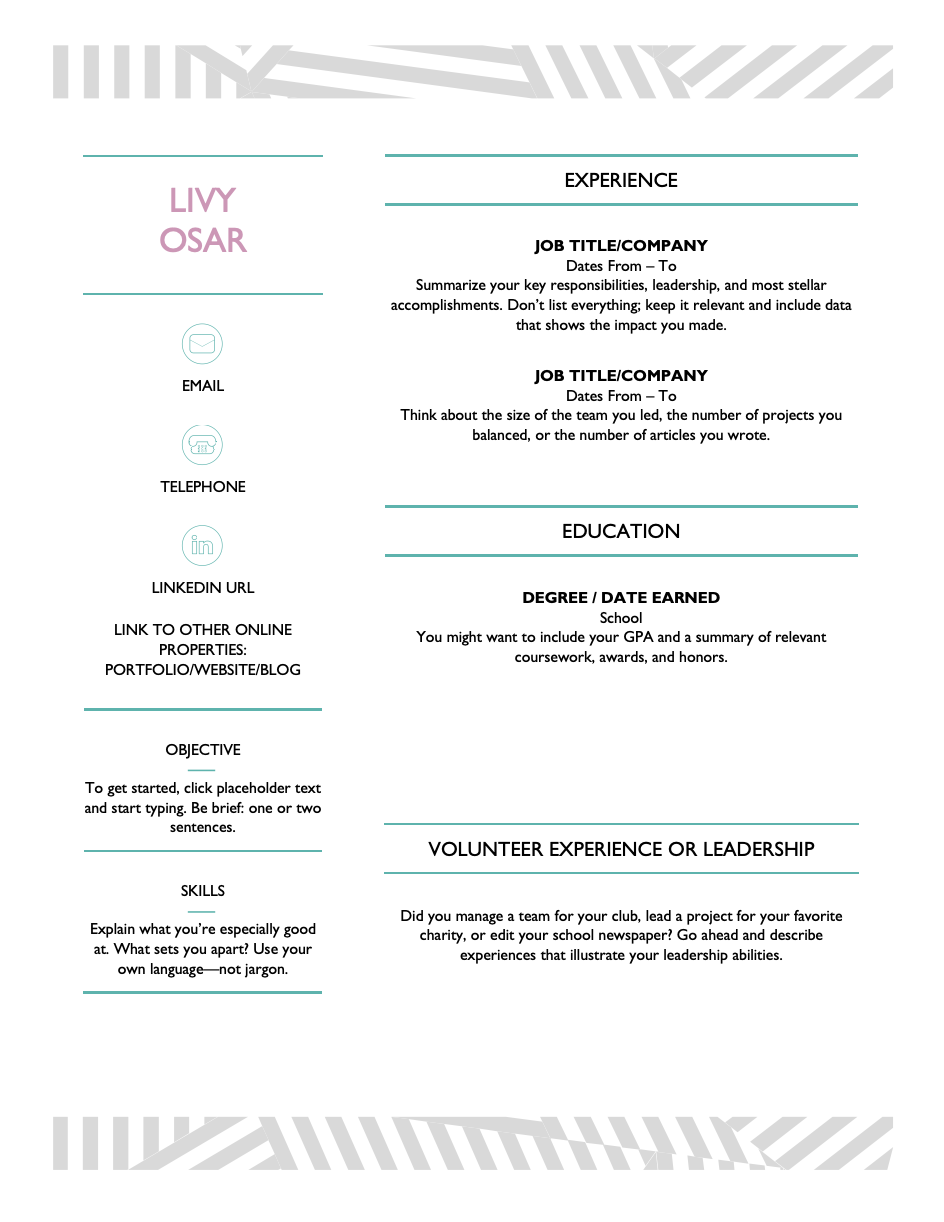 LIVY
OSAR
EMAIL
TELEPHONE
LINKEDIN URL
LINK TO OTHER ONLINE
PROPERTIES:
PORTFOLIO/WEBSITE/BLOG
OBJECTIVE
To get started, click placeholder text
and start typing. Be brief: one or two
sentences.
SKILLS
Explain what you’re especially good
at. What sets you apart? Use your
own language—not jargon.
EXPERIENCE
JOB TITLE/COMPANY
Dates From – To
Summarize your key responsibilities, leadership, and most stellar
accomplishments. Don’t list everything; keep it relevant and include data
that shows the impact you made.
JOB TITLE/COMPANY
Dates From – To
Think about the size of the team you led, the number of projects you
balanced, or the number of articles you wrote.
EDUCATION
DEGREE / DATE EARNED
School
You might want to include your GPA and a summary of relevant
coursework, awards, and honors.
VOLUNTEER EXPERIENCE OR LEADERSHIP
Did you manage a team for your club, lead a project for your favorite
charity, or edit your school newspaper? Go ahead and describe
experiences that illustrate your leadership abilities.